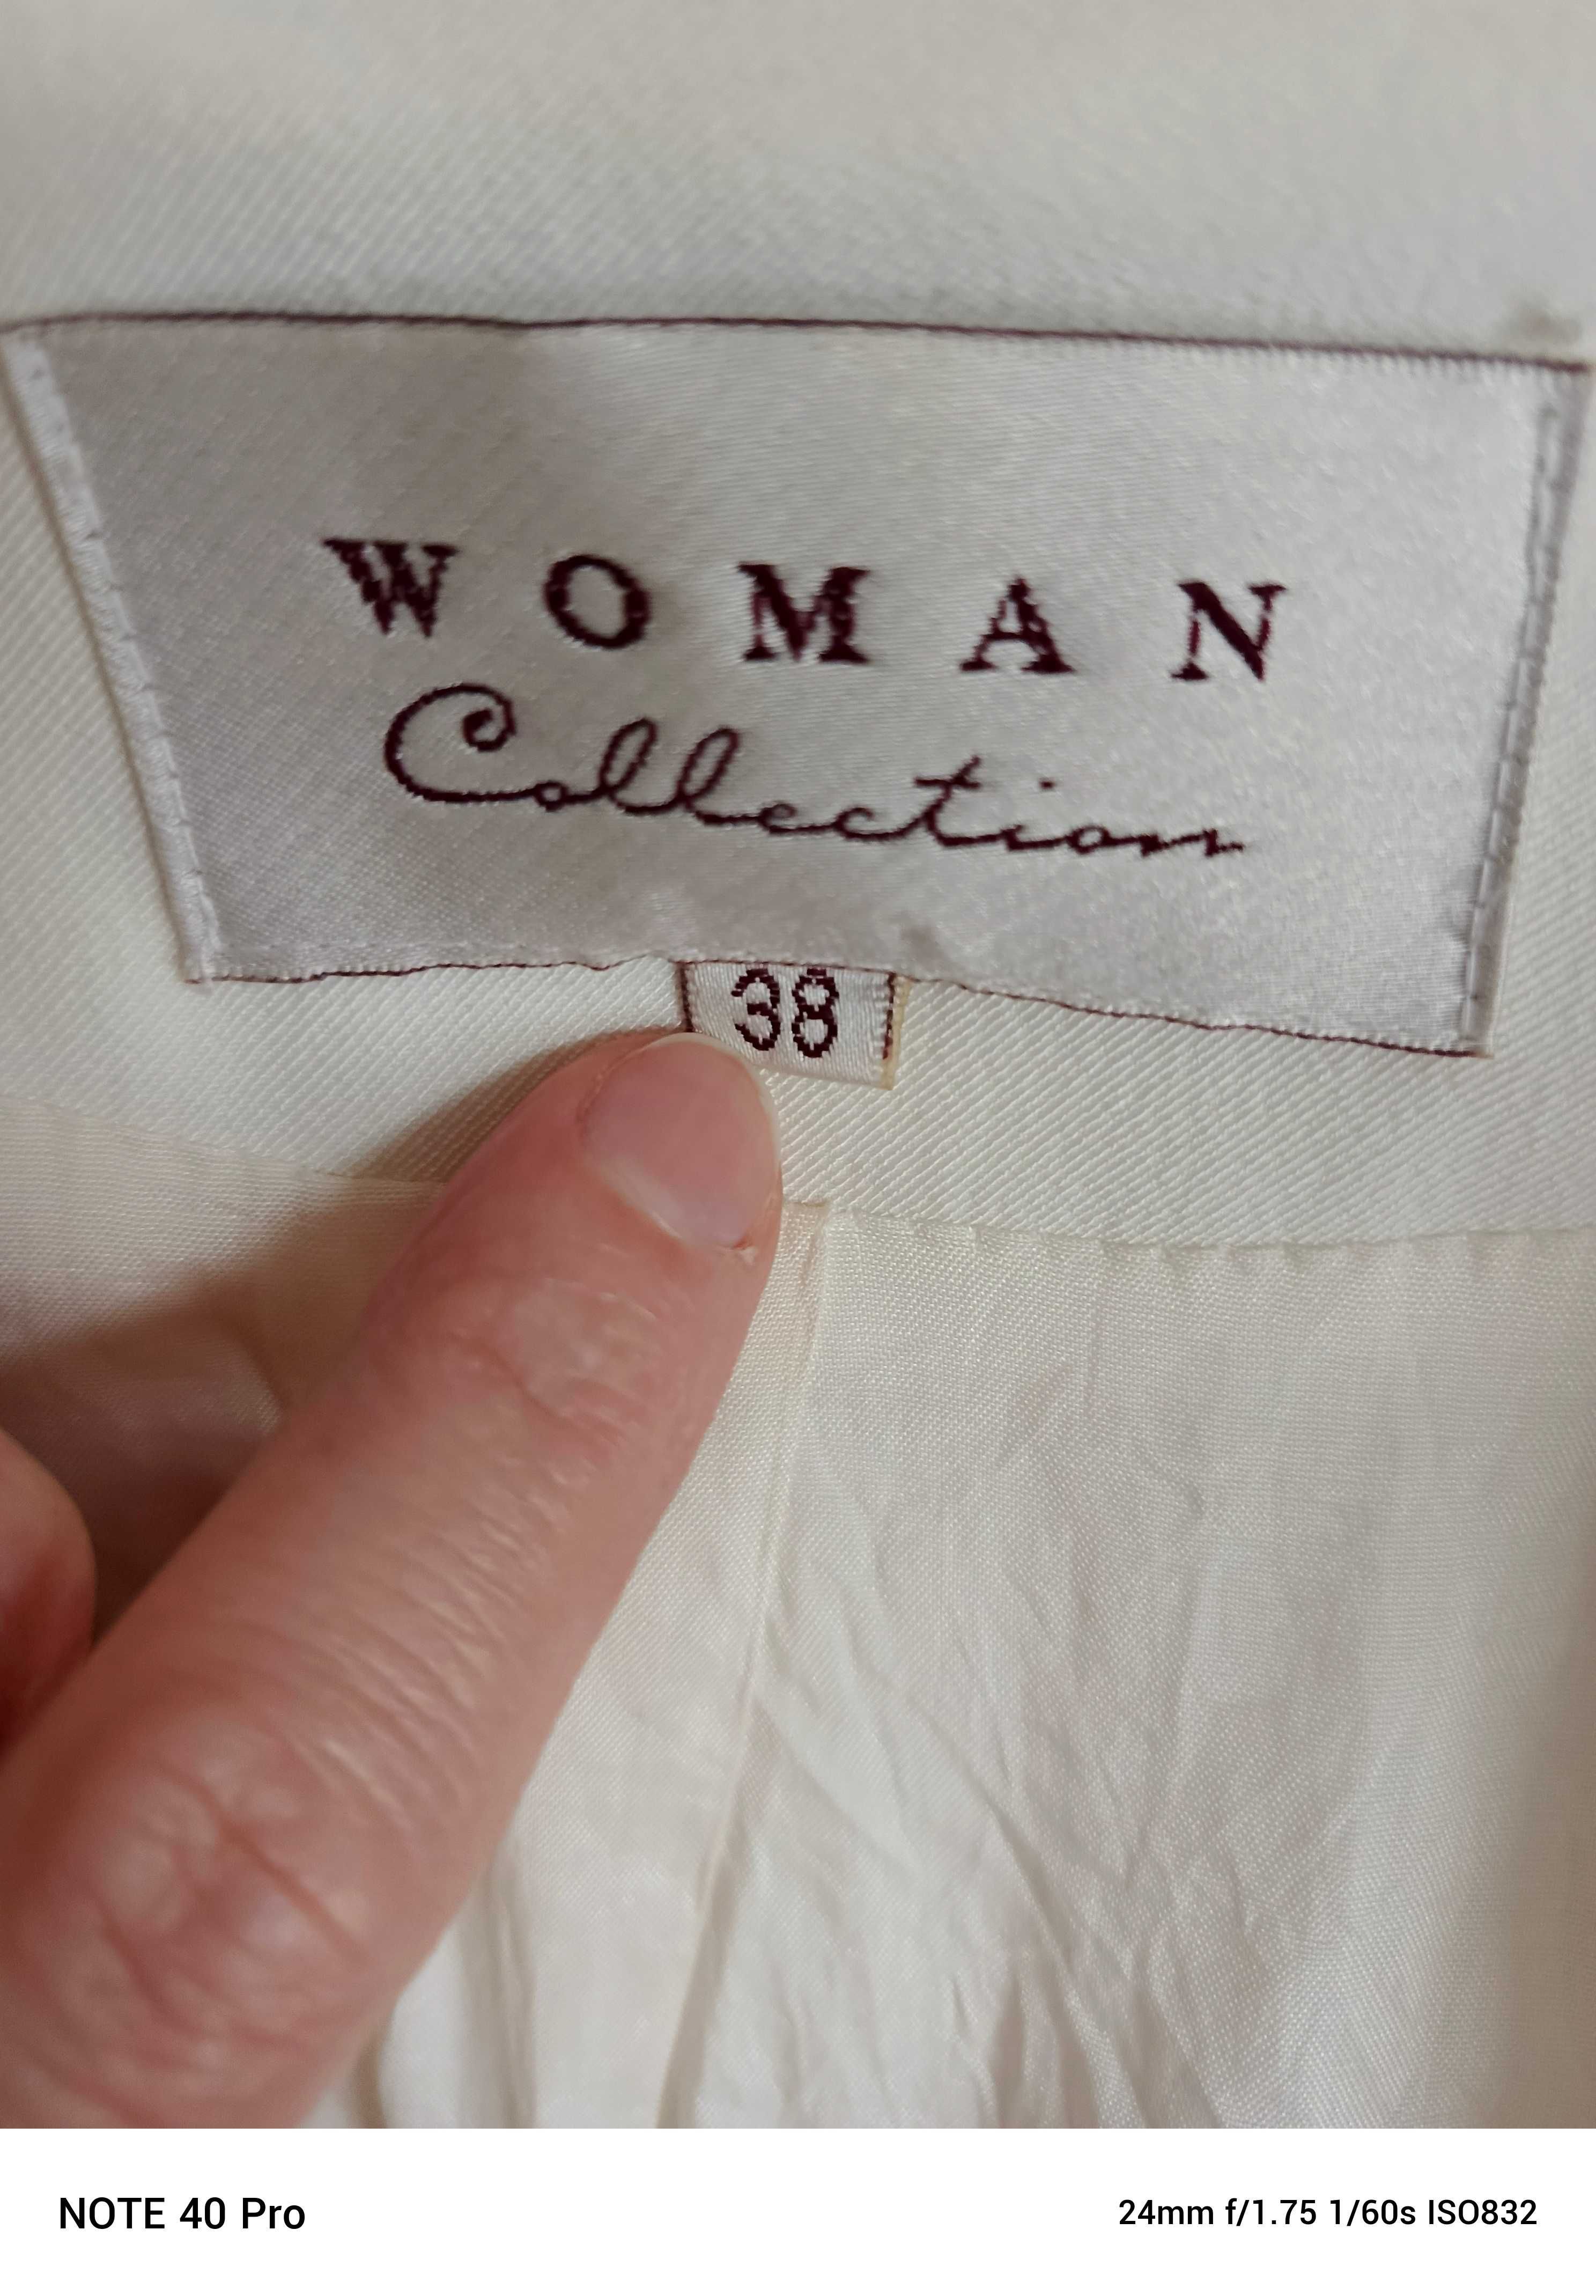 WOMAN
Collection
38
NOTE 40 Pro
24mm f/1.75 1/60s ISO832